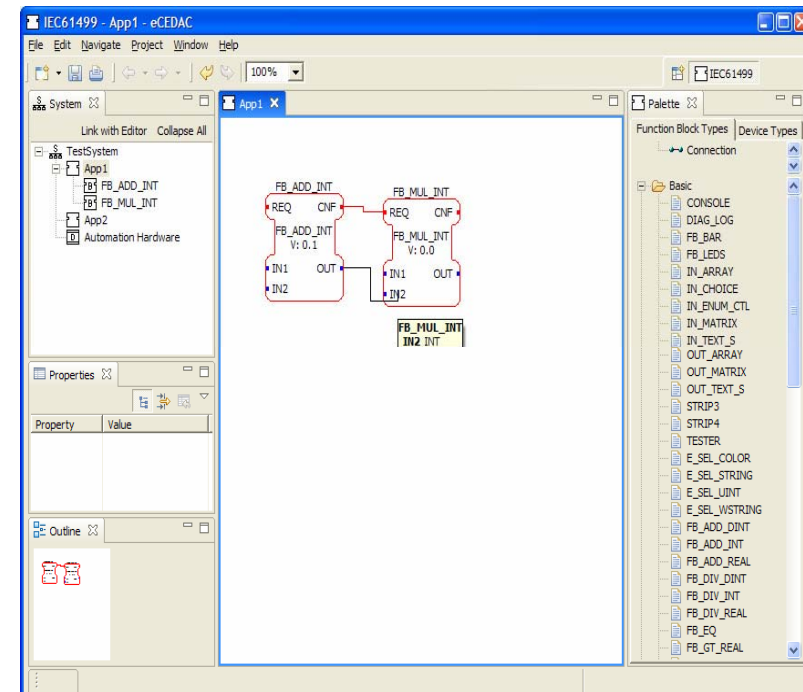 IEC61499 - App1 - eCEDAC
File Edit Navigate Project Window Help
100%
IEC61499
System
Link with Editor Collapse All
TestSystem
App1
FB_ADD_INT
FB_MUL_INT
App2
Automation Hardware
Properties
Property Value
Outline
App1
FB_ADD_INT
REQ CNF
FB_ADD_INT
V: 0.1
IN1 OUT
IN2
FB_MUL_INT
REQ CNF
FB_MUL_INT
V: 0.0
IN1 OUT
IN2
FB_MUL_INT
IN2 INT
Palette
Function Block Types Device Types
Connection
Basic
CONSOLE
DIAG_LOG
FB_BAR
FB_LEDS
IN_ARRAY
IN_CHOICE
IN_ENUM_CTL
IN_MATRIX
IN_TEXT_S
OUT_ARRAY
OUT_MATRIX
OUT_TEXT_S
STRIP3
STRIP4
TESTER
E_SEL_COLOR
E_SEL_STRING
E_SEL_UINT
E_SEL_WSTRING
FB_ADD_DINT
FB_ADD_INT
FB_ADD_REAL
FB_DIV_DINT
FB_DIV_INT
FB_DIV_REAL
FB_EQ
FB_GT_REAL